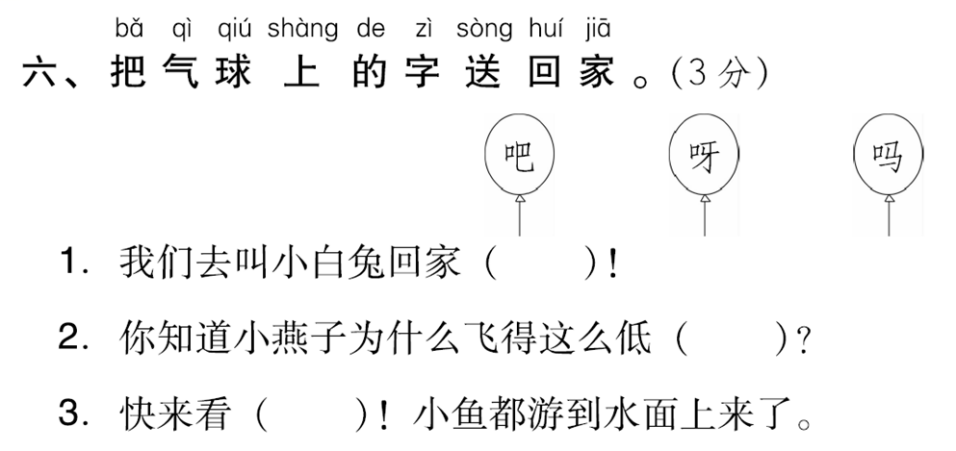 bǎ qì qiú shàng de zì sòng huí jiā
六、把气球上的字送回家。(3分)
吧 呀 吗
1. 我们去叫小白兔回家（　　）！
2. 你知道小燕子为什么飞得这么低（　　）？
3. 快来看（　　）！小鱼都游到水面上来了。